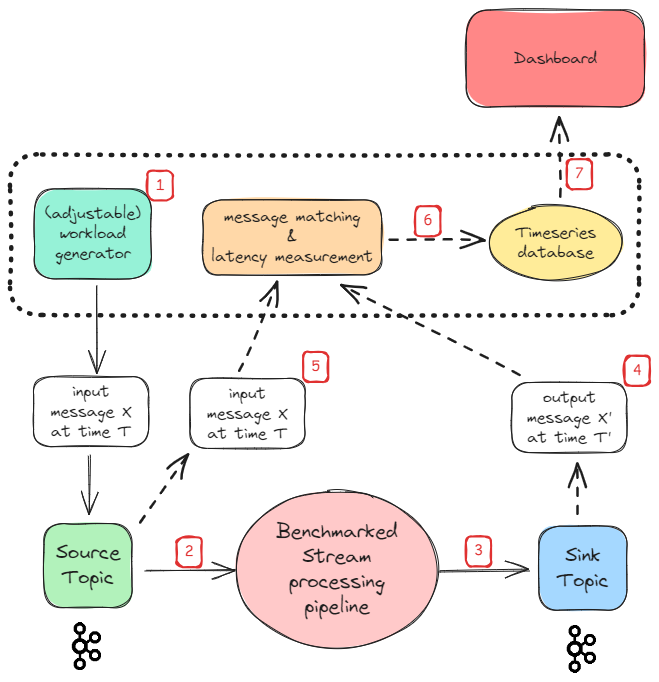 Dashboard
1
(adjustable)
workload
generator
message matching
&
latency measurement
6
7
Timeseries
database
input
message X
at time T
input
message X
at time T
5
output
message X'
at time T'
4
Source
Topic
2
Benchmarked
Stream
processing
pipeline
3
Sink
Topic